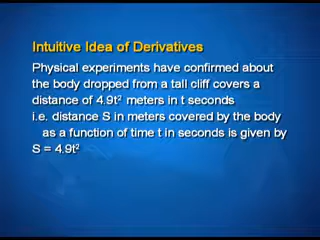 Intuitive Idea of Derivatives
Physical experiments have confirmed about
the body dropped from a tall cliff covers a
distance of 4.9t² meters in t seconds
i.e. distance S in meters covered by the body
as a function of time t in seconds is given by
S = 4.9t²